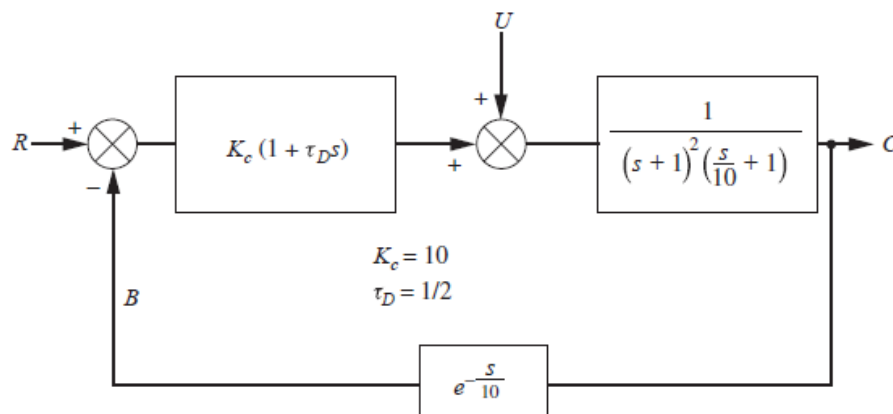 U
+
R
+
−
K_c (1 + τ_D s)
+
1 / ((s + 1)^2 (s/10 + 1))
C
K_c = 10
τ_D = 1/2
B
e^{−s/10}